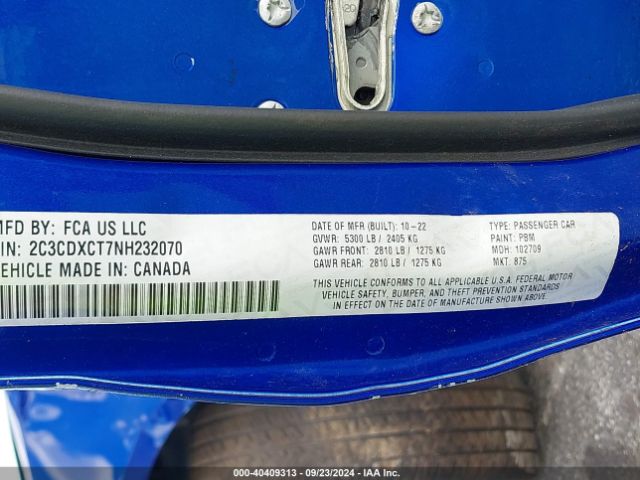 MFD BY: FCA US LLC
VIN: 2C3CDXCT7NH232070
VEHICLE MADE IN: CANADA
DATE OF MFR (BUILT): 10-22
GVWR: 5300 LB / 2405 KG
GAWR FRONT: 2810 LB / 1275 KG
GAWR REAR: 2810 LB / 1275 KG
TYPE: PASSENGER CAR
PAINT: PBM
MDH: 102709
MKT: 875
THIS VEHICLE CONFORMS TO ALL APPLICABLE U.S.A. FEDERAL MOTOR
VEHICLE SAFETY, BUMPER, AND THEFT PREVENTION STANDARDS
IN EFFECT ON THE DATE OF MANUFACTURE SHOWN ABOVE.
000-40409313 - 09/23/2024 - IAA Inc.